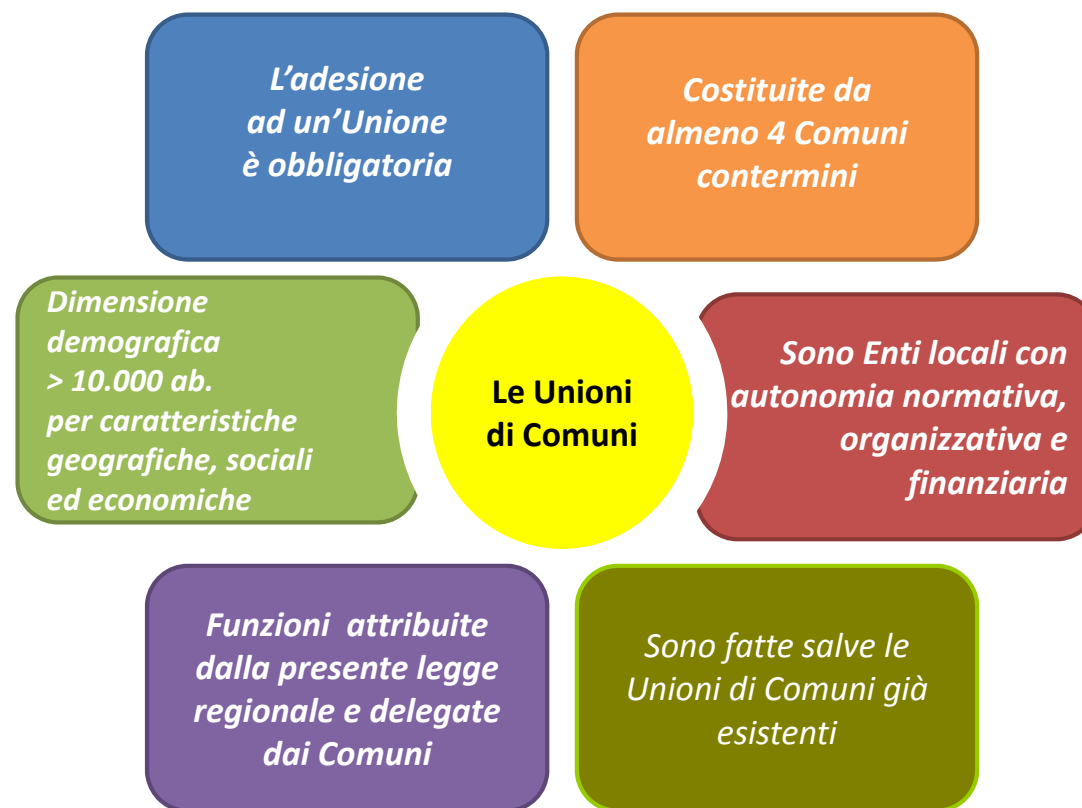 L’adesione
ad un’Unione
è obbligatoria
Costituite da
almeno 4 Comuni
contermini
Dimensione
demografica
> 10.000 ab.
per caratteristiche
geografiche, sociali
ed economiche
Le Unioni
di Comuni
Sono Enti locali con
autonomia normativa,
organizzativa e
finanziaria
Funzioni attribuite
dalla presente legge
regionale e delegate
dai Comuni
Sono fatte salve le
Unioni di Comuni già
esistenti